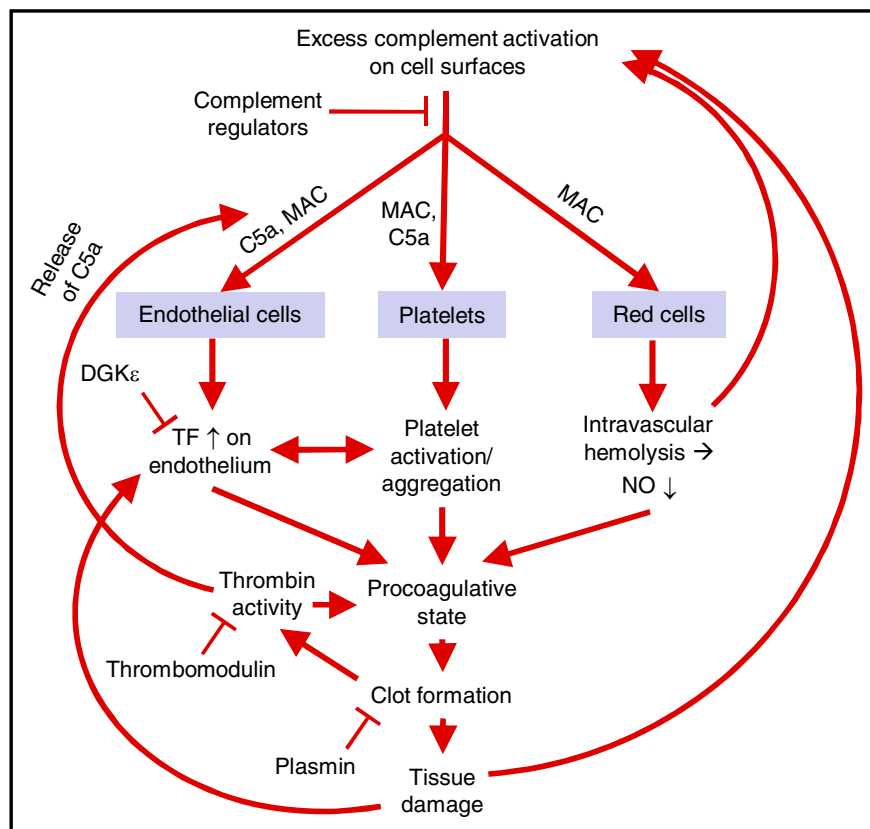 Excess complement activation
on cell surfaces
Complement
regulators
C5a, MAC
MAC,
C5a
MAC
Release
of C5a
Endothelial cells
Platelets
Red cells
DGKε
TF ↑ on
endothelium
Platelet
activation/
aggregation
Intravascular
hemolysis →
NO ↓
Thrombin
activity
Procoagulative
state
Thrombomodulin
Clot formation
Plasmin
Tissue
damage